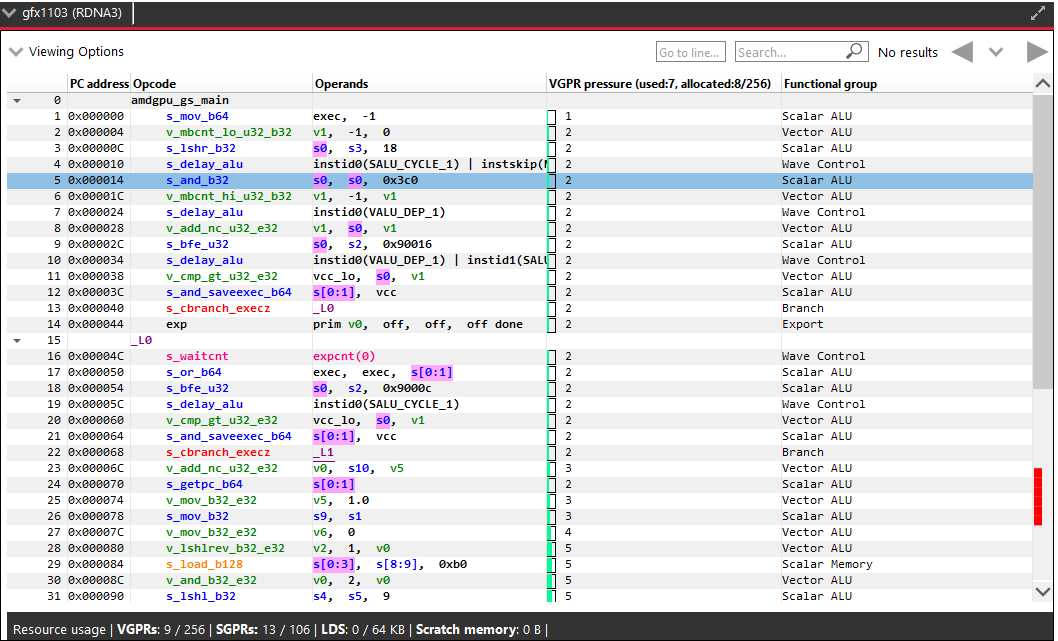 gfx1103 (RDNA3)
Viewing Options Go to line... Search... No results
PC address Opcode Operands VGPR pressure (used:7, allocated:8/256) Functional group
0 amdgpu_gs_main
1 0x000000 s_mov_b64 exec, -1 1 Scalar ALU
2 0x000004 v_mbcnt_lo_u32_b32 v1, -1, 0 2 Vector ALU
3 0x00000C s_lshr_b32 s0, s3, 18 2 Scalar ALU
4 0x000010 s_delay_alu instid0(SALU_CYCLE_1) | instskip( 2 Wave Control
5 0x000014 s_and_b32 s0, s0, 0x3c0 2 Scalar ALU
6 0x00001C v_mbcnt_hi_u32_b32 v1, -1, v1 2 Vector ALU
7 0x000024 s_delay_alu instid0(VALU_DEP_1) 2 Wave Control
8 0x000028 v_add_nc_u32_e32 v1, s0, v1 2 Vector ALU
9 0x00002C s_bfe_u32 s0, s2, 0x90016 2 Scalar ALU
10 0x000034 s_delay_alu instid0(VALU_DEP_1) | instid1(SAL 2 Wave Control
11 0x000038 v_cmp_gt_u32_e32 vcc_lo, s0, v1 2 Vector ALU
12 0x00003C s_and_saveexec_b64 s[0:1], vcc 2 Scalar ALU
13 0x000040 s_cbranch_execz _L0 2 Branch
14 0x000044 exp prim v0, off, off, off done 2 Export
15 _L0
16 0x00004C s_waitcnt expcnt(0) 2 Wave Control
17 0x000050 s_or_b64 exec, exec, s[0:1] 2 Scalar ALU
18 0x000054 s_bfe_u32 s0, s2, 0x9000c 2 Scalar ALU
19 0x00005C s_delay_alu instid0(SALU_CYCLE_1) 2 Wave Control
20 0x000060 v_cmp_gt_u32_e32 vcc_lo, s0, v1 2 Vector ALU
21 0x000064 s_and_saveexec_b64 s[0:1], vcc 2 Scalar ALU
22 0x000068 s_cbranch_execz _L1 2 Branch
23 0x00006C v_add_nc_u32_e32 v0, s10, v5 3 Vector ALU
24 0x000070 s_getpc_b64 s[0:1] 2 Scalar ALU
25 0x000074 v_mov_b32_e32 v5, 1.0 3 Vector ALU
26 0x000078 s_mov_b32 s9, s1 3 Scalar ALU
27 0x00007C v_mov_b32_e32 v6, 0 4 Vector ALU
28 0x000080 v_lshlrev_b32_e32 v2, 1, v0 5 Vector ALU
29 0x000084 s_load_b128 s[0:3], s[8:9], 0xb0 5 Scalar Memory
30 0x00008C v_and_b32_e32 v0, 2, v0 5 Vector ALU
31 0x000090 s_lshl_b32 s4, s5, 9 5 Scalar ALU
Resource usage | VGPRs: 9 / 256 | SGPRs: 13 / 106 | LDS: 0 / 64 KB | Scratch memory: 0 B |